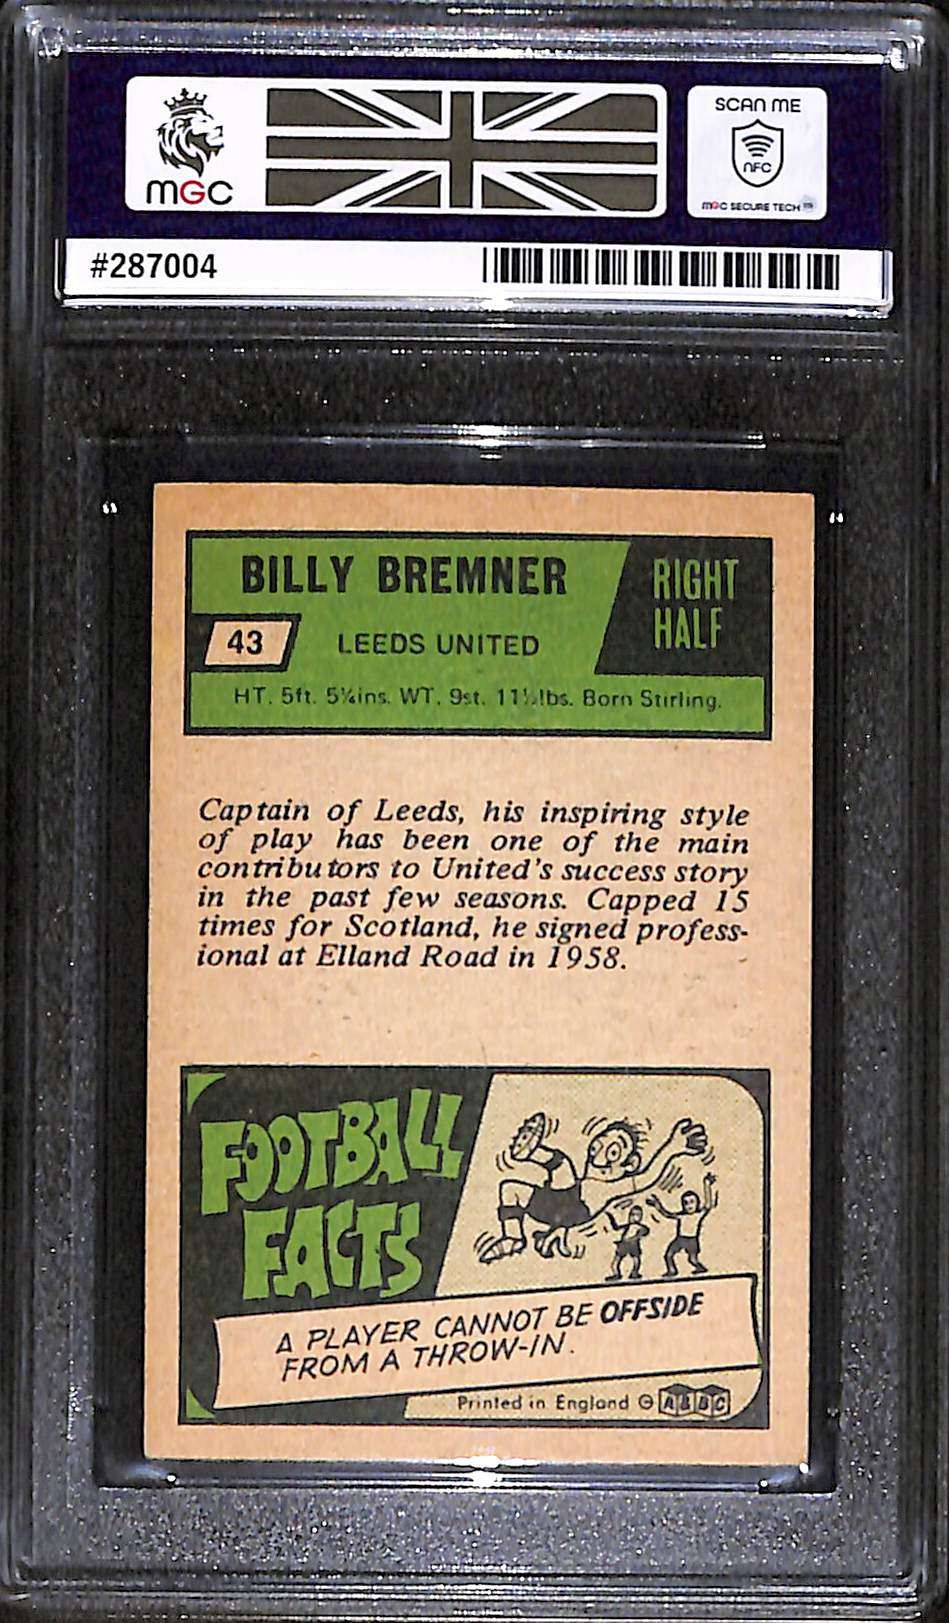 SCAN ME
NFC
MGC
MGC SECURE TECH
#287004
BILLY BREMNER
RIGHT
HALF
43
LEEDS UNITED
HT. 5ft. 5½ins. WT. 9st. 11½lbs. Born Stirling.
Captain of Leeds, his inspiring style
of play has been one of the main
contributors to United's success story
in the past few seasons. Capped 15
times for Scotland, he signed profess-
ional at Elland Road in 1958.
FOOTBALL
FACTS
A PLAYER CANNOT BE OFFSIDE
FROM A THROW-IN.
Printed in England © A&BC